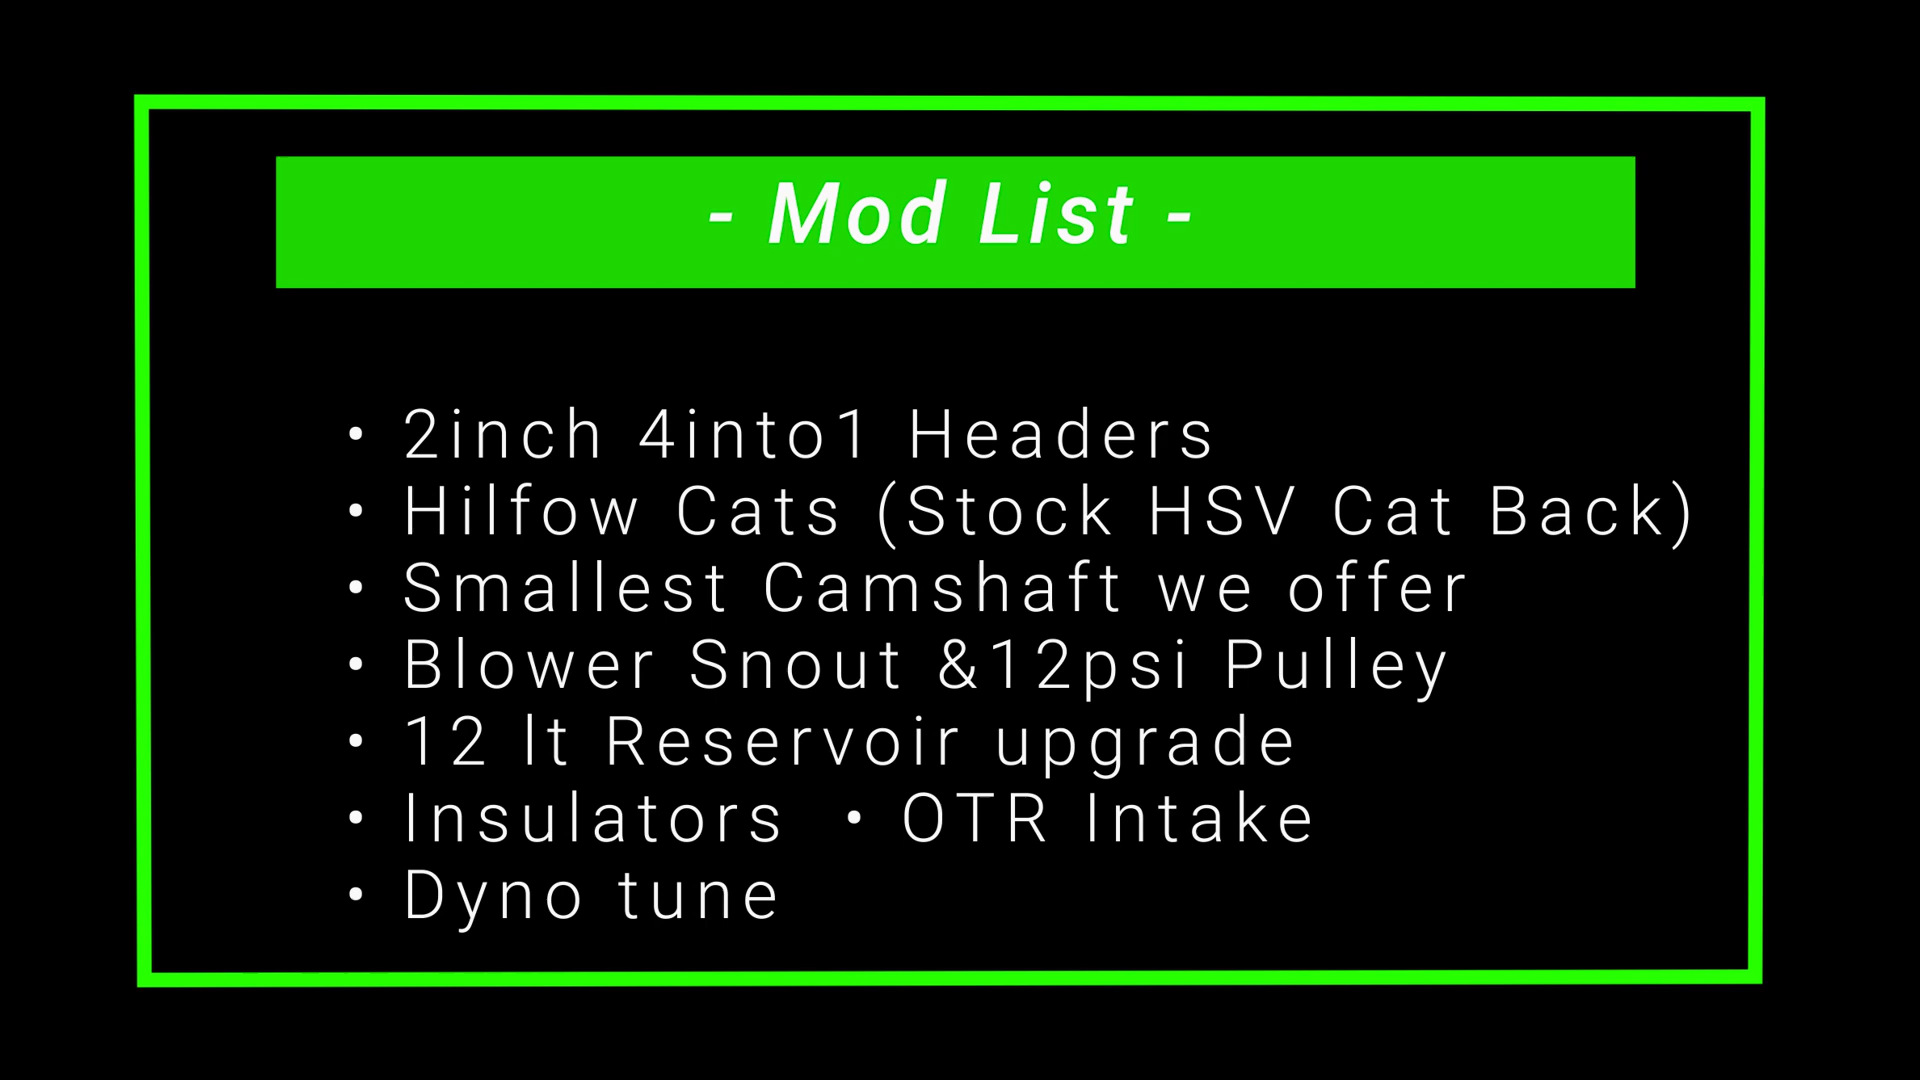 - Mod List -
• 2inch 4into1 Headers
• Hilfow Cats (Stock HSV Cat Back)
• Smallest Camshaft we offer
• Blower Snout &12psi Pulley
• 12 lt Reservoir upgrade
• Insulators • OTR Intake
• Dyno tune